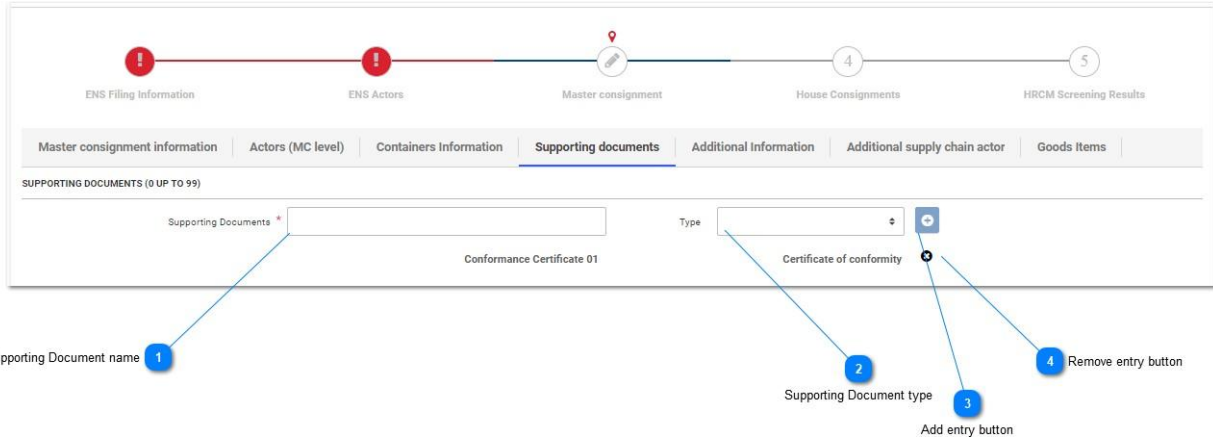 !
!
4
5
ENS Filing Information
ENS Actors
Master consignment
House Consignments
HRCM Screening Results
Master consignment information
Actors (MC level)
Containers Information
Supporting documents
Additional Information
Additional supply chain actor
Goods Items
SUPPORTING DOCUMENTS (0 UP TO 99)
Supporting Documents *
Type
Conformance Certificate 01
Certificate of conformity
pporting Document name 1
2
Supporting Document type
3
Add entry button
4 Remove entry button